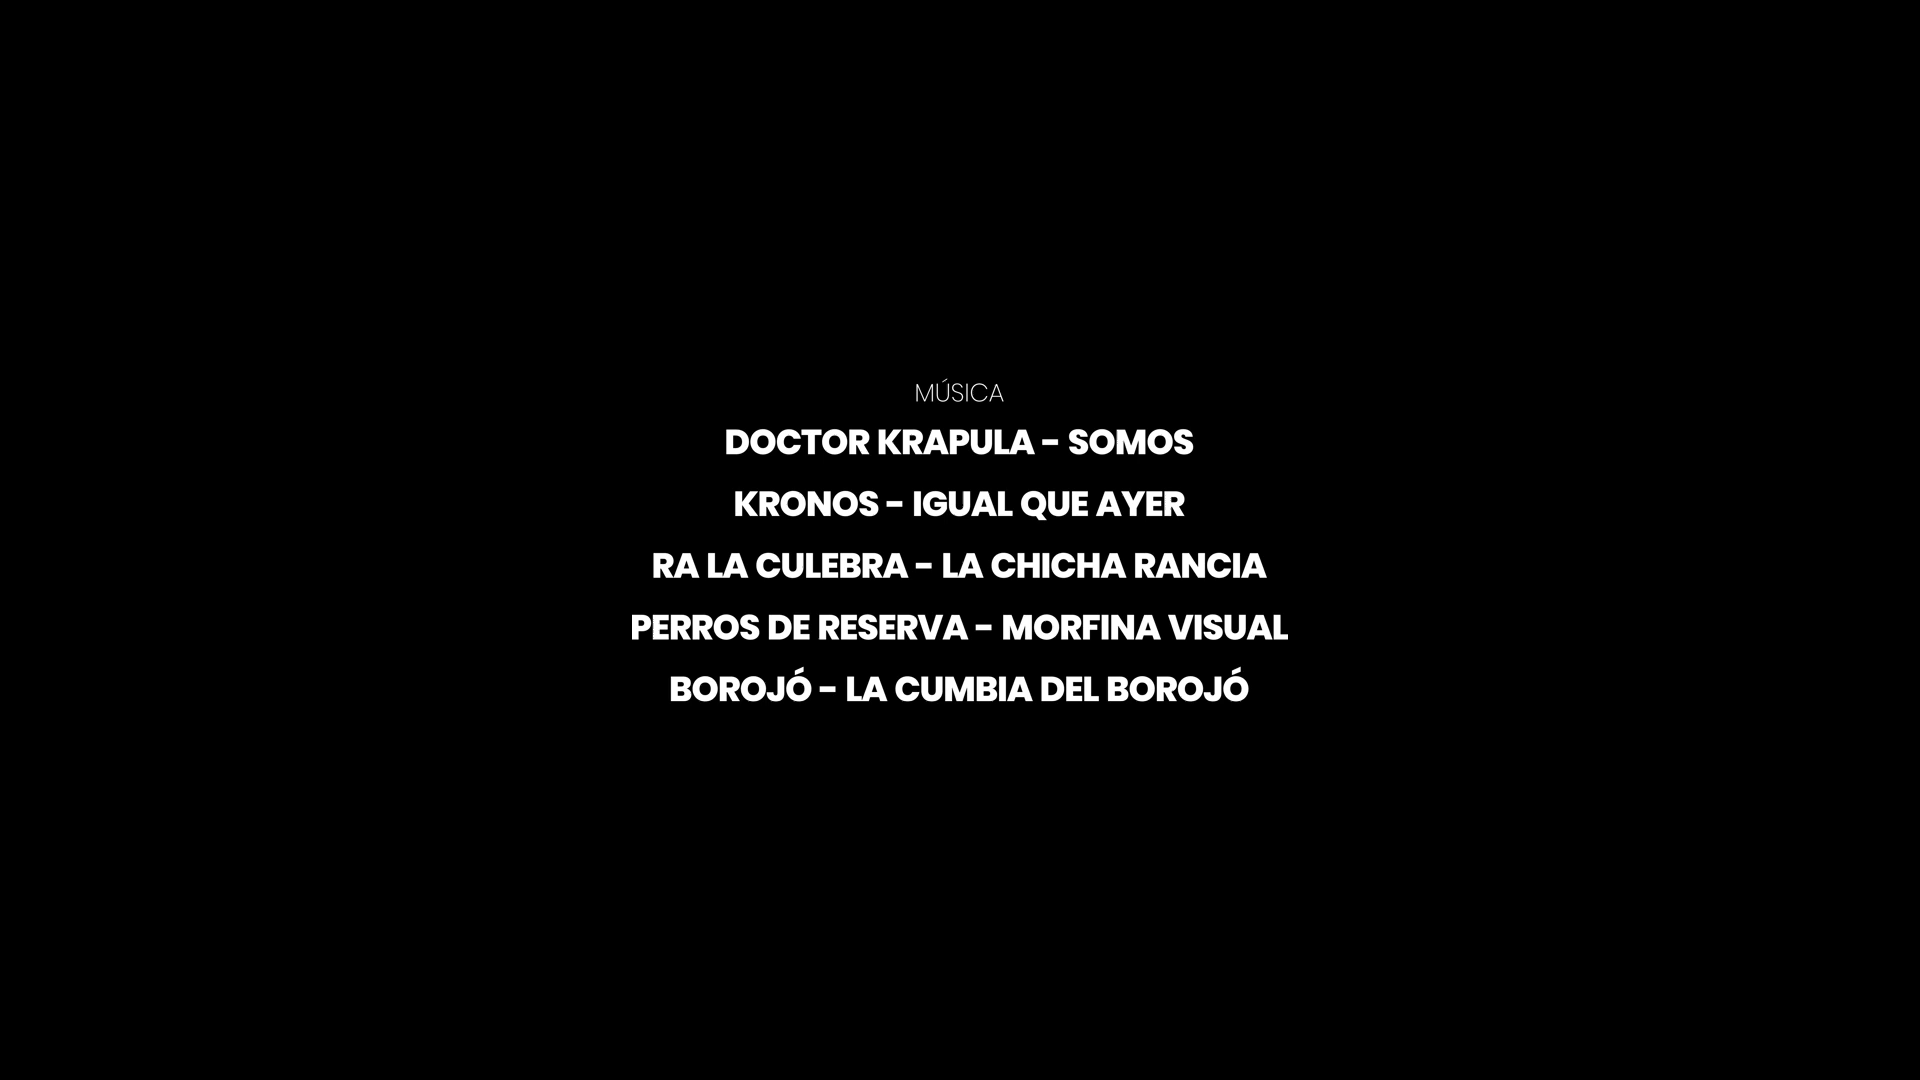 MÚSICA
DOCTOR KRAPULA - SOMOS
KRONOS - IGUAL QUE AYER
RA LA CULEBRA - LA CHICHA RANCIA
PERROS DE RESERVA - MORFINA VISUAL
BOROJÓ - LA CUMBIA DEL BOROJÓ